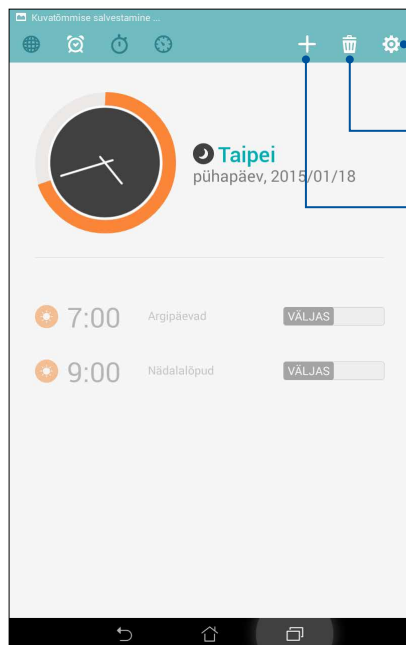 Kuvatõmmise salvestamine ...
Taipei
pühapäev, 2015/01/18
7:00 Argipäevad VÄLJAS
9:00 Nädalalõpud VÄLJAS